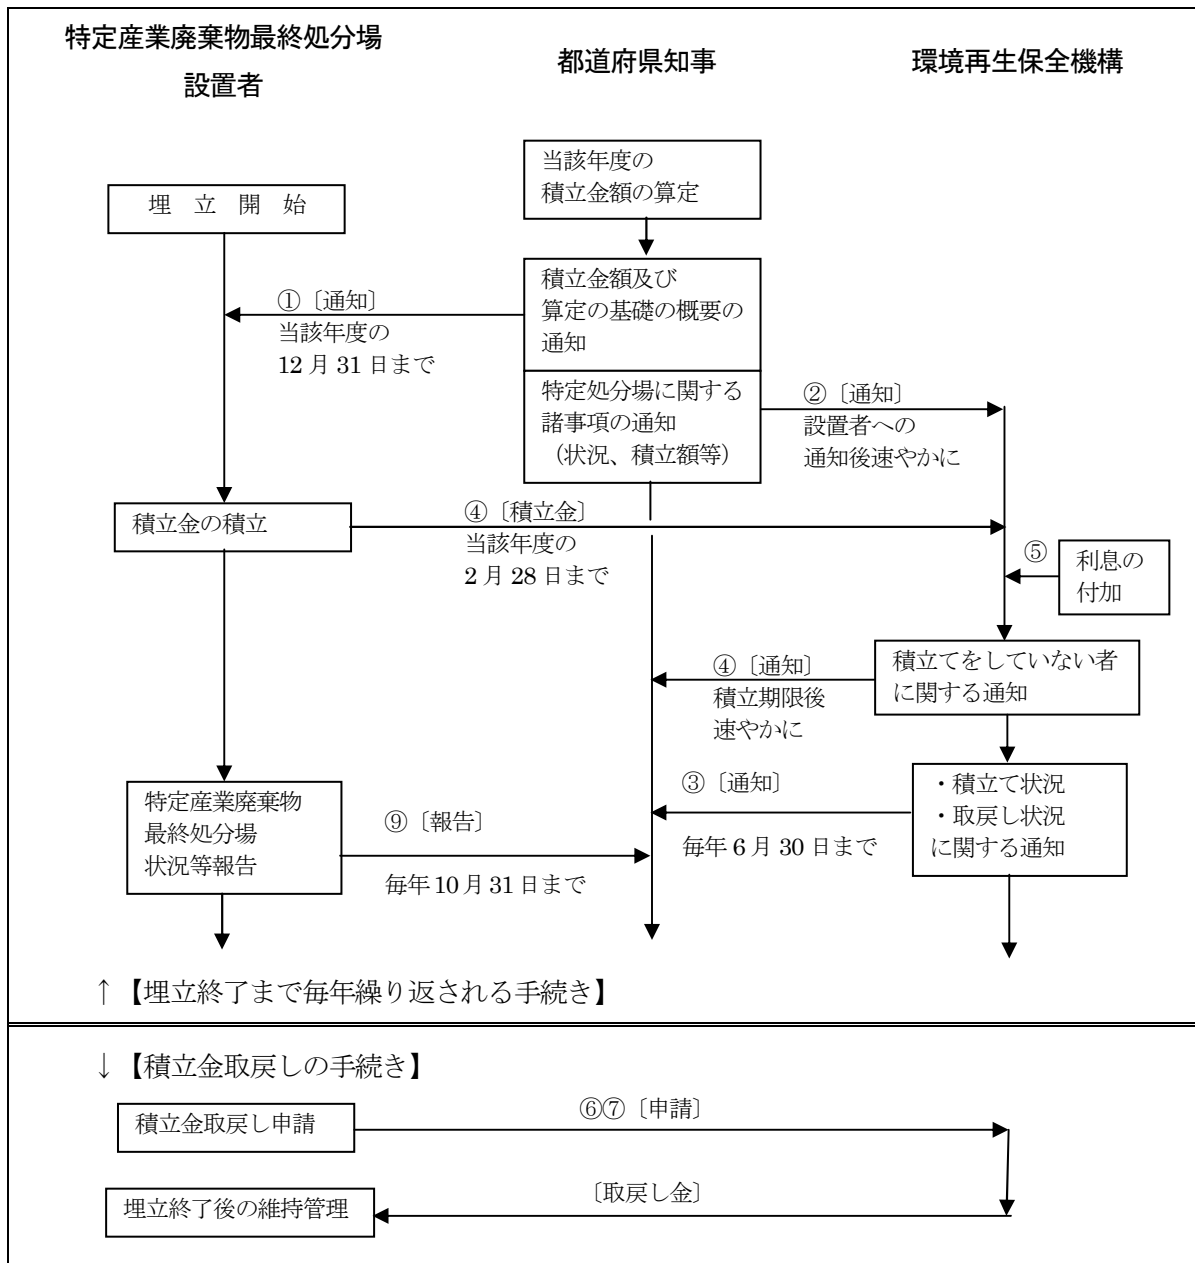 特定産業廃棄物最終処分場
設置者
都道府県知事
環境再生保全機構
当該年度の
積立金額の算定
埋　立　開　始
積立金額及び
算定の基礎の概要の
通知
①〔通知〕
当該年度の
12月31日まで
特定処分場に関する
諸事項の通知
（状況、積立額等）
②〔通知〕
設置者への
通知後速やかに
積立金の積立
④〔積立金〕
当該年度の
2月28日まで
⑤
利息の
付加
積立てをしていない者
に関する通知
④〔通知〕
積立期限後
速やかに
・積立て状況
・取戻し状況
に関する通知
③〔通知〕
毎年6月30日まで
特定産業廃棄物
最終処分場
状況等報告
⑨〔報告〕
毎年10月31日まで
↑【埋立終了まで毎年繰り返される手続き】
↓【積立金取戻しの手続き】
積立金取戻し申請
⑥⑦〔申請〕
埋立終了後の維持管理
〔取戻し金〕